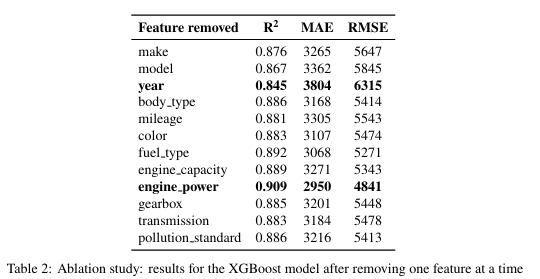 Feature removed R² MAE RMSE
make 0.876 3265 5647
model 0.867 3362 5845
year 0.845 3804 6315
body_type 0.886 3168 5414
mileage 0.881 3305 5543
color 0.883 3107 5474
fuel_type 0.892 3068 5271
engine_capacity 0.889 3271 5343
engine_power 0.909 2950 4841
gearbox 0.885 3201 5448
transmission 0.883 3184 5478
pollution_standard 0.886 3216 5413
Table 2: Ablation study: results for the XGBoost model after removing one feature at a time